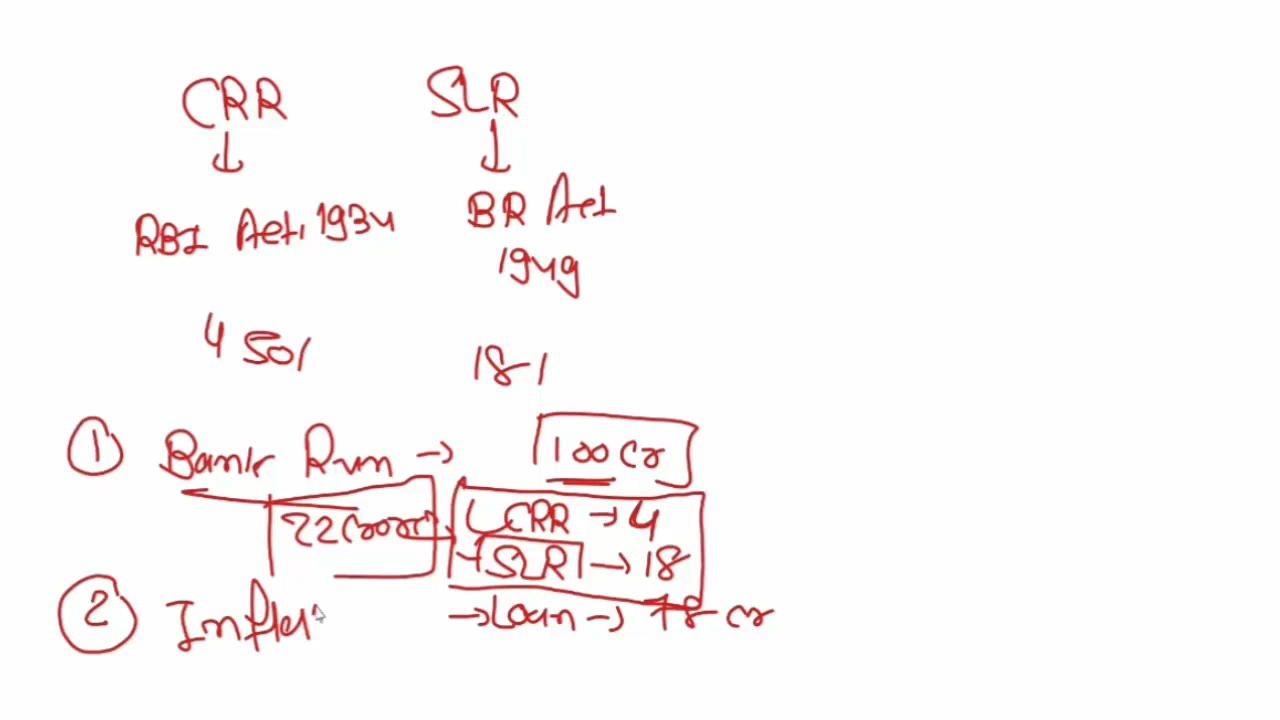 CRR SLR
RBI Act, 1934 BR Act
1949
4.50% 18%
① Bank Run → 100 Cr
22 Crore CRR → 4
SLR → 18
→ Loan → 78 cr
② Inflat